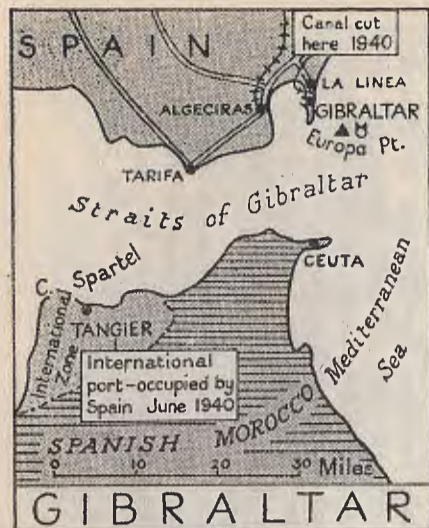 SPAIN
Canal cut
here 1940
LA LINEA
ALGECIRAS
GIBRALTAR
Europa Pt.
TARIFA
Straits of Gibraltar
CEUTA
C. Spartel
TANGIER
International
Zone
International
port-occupied by
Spain June 1940
Mediterranean
Sea
SPANISH MOROCCO
0 10 20 30 Miles
GIBRALTAR